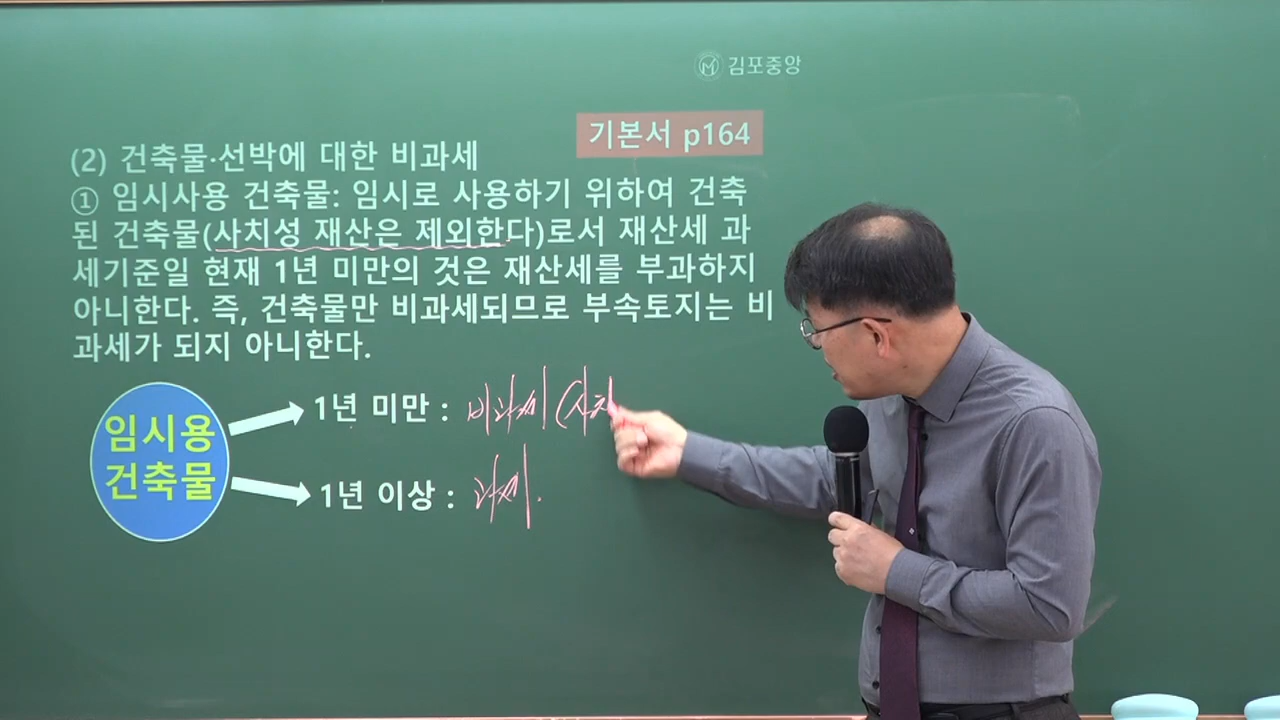 김포중앙
기본서 p164
(2) 건축물·선박에 대한 비과세
① 임시사용 건축물: 임시로 사용하기 위하여 건축
된 건축물(사치성 재산은 제외한다)로서 재산세 과
세기준일 현재 1년 미만의 것은 재산세를 부과하지
아니한다. 즉, 건축물만 비과세되므로 부속토지는 비
과세가 되지 아니한다.
임시용
건축물
1년 미만 : 비과세 (사치
1년 이상 : 과세.